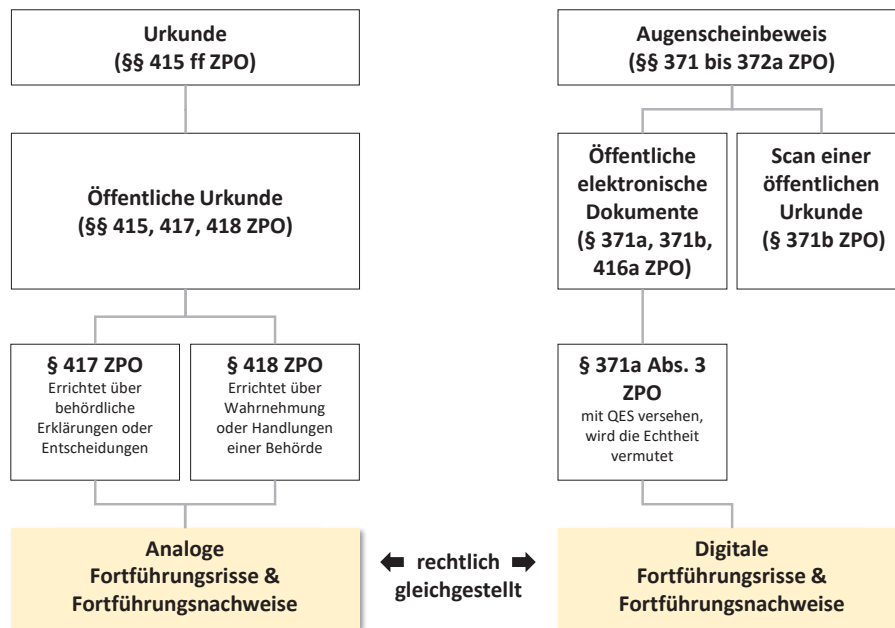 Urkunde
(§§ 415 ff ZPO)
Augenscheinbeweis
(§§ 371 bis 372a ZPO)
Öffentliche Urkunde
(§§ 415, 417, 418 ZPO)
Öffentliche
elektronische
Dokumente
(§ 371a, 371b,
416a ZPO)
Scan einer
öffentlichen
Urkunde
(§ 371b ZPO)
§ 417 ZPO
Errichtet über
behördliche
Erklärungen oder
Entscheidungen
§ 418 ZPO
Errichtet über
Wahrnehmung
oder Handlungen
einer Behörde
§ 371a Abs. 3
ZPO
mit QES versehen,
wird die Echtheit
vermutet
Analoge
Fortführungsrisse &
Fortführungsnachweise
rechtlich
gleichgestellt
Digitale
Fortführungsrisse &
Fortführungsnachweise